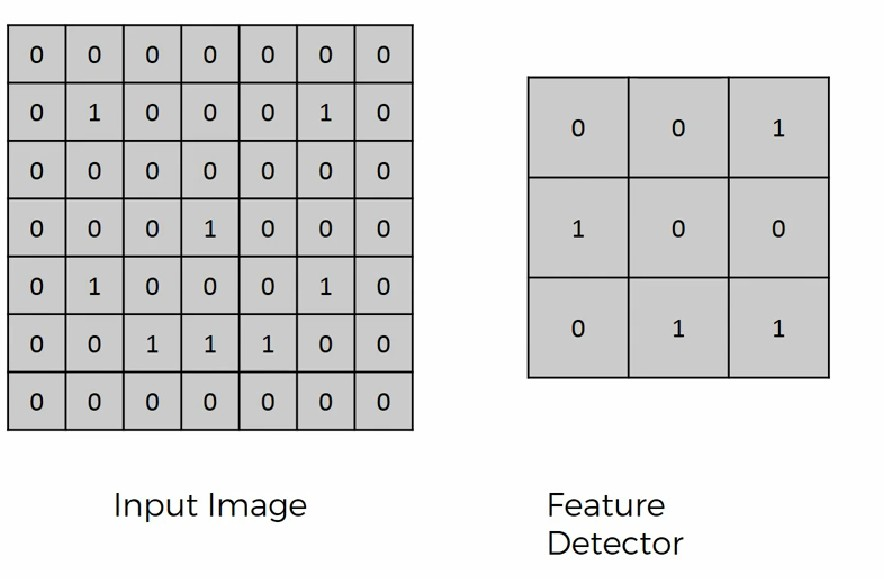 0 0 0 0 0 0 0
0 1 0 0 0 1 0
0 0 0 0 0 0 0
0 0 0 1 0 0 0
0 1 0 0 0 1 0
0 0 1 1 1 0 0
0 0 0 0 0 0 0
Input Image
0 0 1
1 0 0
0 1 1
Feature
Detector